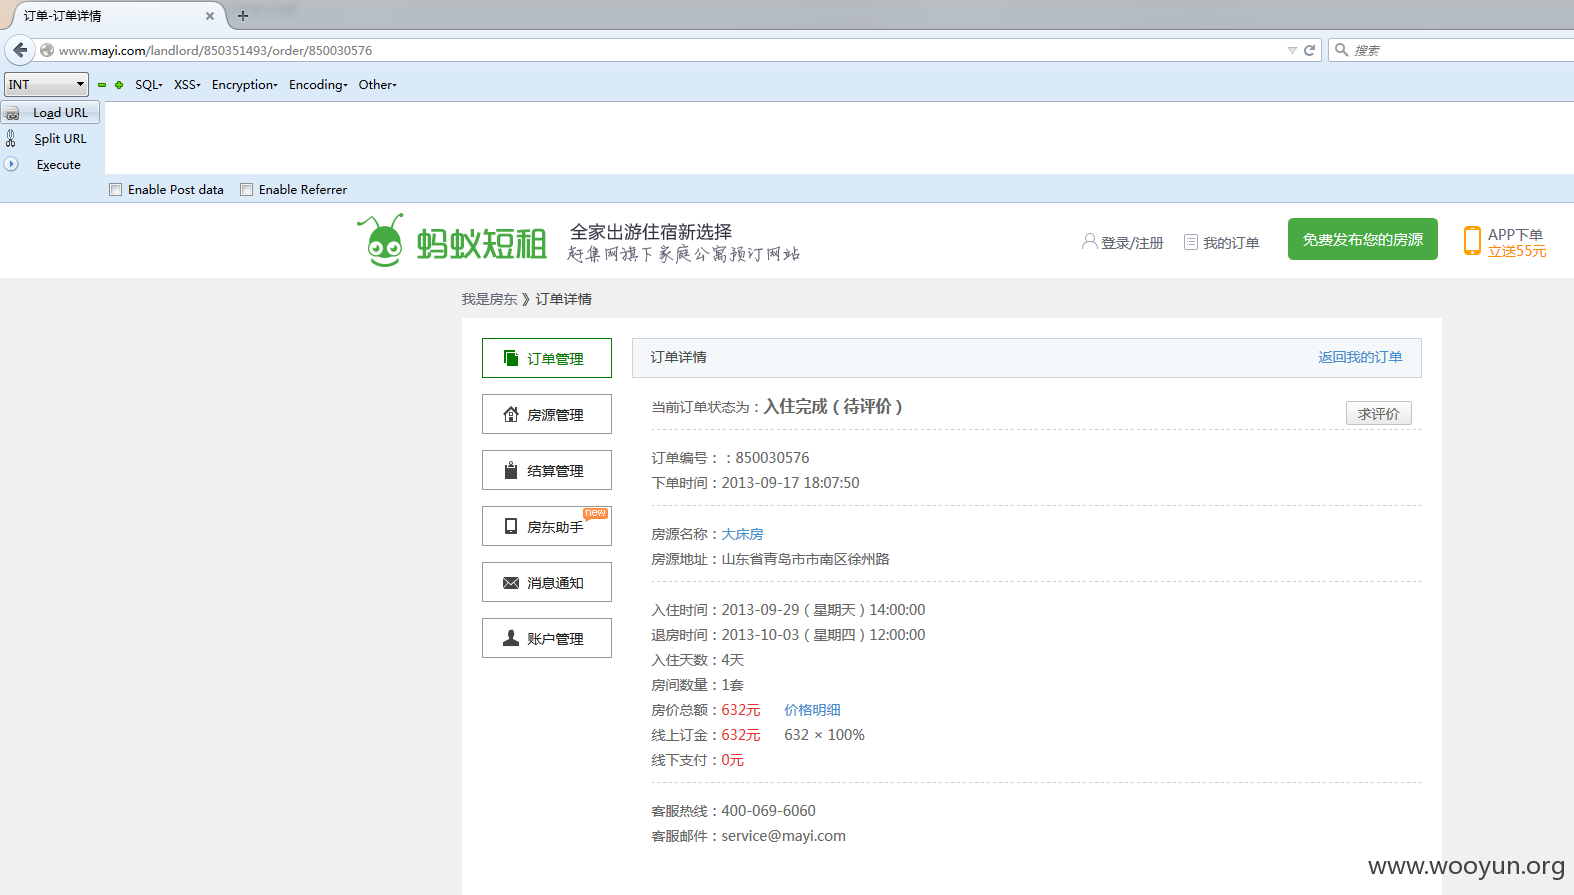 订单-订单详情
www.mayi.com/landlord/850351493/order/850030576
搜索
INT
SQL
XSS
Encryption
Encoding
Other
Load URL
Split URL
Execute
Enable Post data
Enable Referrer
蚂蚁短租
全家出游住宿新选择
赶集网旗下家庭公寓预订网站
登录/注册
我的订单
免费发布您的房源
APP下单
立送55元
我是房东 》订单详情
订单管理
房源管理
结算管理
房东助手
new
消息通知
账户管理
订单详情
返回我的订单
当前订单状态为：入住完成（待评价）
求评价
订单编号：：850030576
下单时间：2013-09-17 18:07:50
房源名称：大床房
房源地址：山东省青岛市市南区徐州路
入住时间：2013-09-29（星期天）14:00:00
退房时间：2013-10-03（星期四）12:00:00
入住天数：4天
房间数量：1套
房价总额：632元 价格明细
线上订金：632元 632 × 100%
线下支付：0元
客服热线：400-069-6060
客服邮件：service@mayi.com
www.wooyun.org